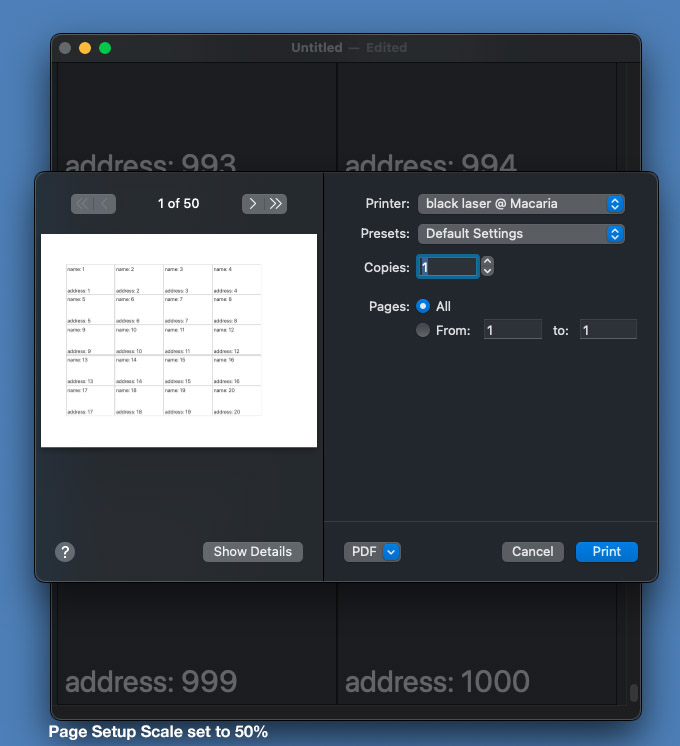 Untitled — Edited
address: 993 address: 994
1 of 50
Printer: black laser @ Macaria
Presets: Default Settings
Copies: 1
Pages: All
From: 1 to: 1
name: 1 name: 2 name: 3 name: 4
address: 1 address: 2 address: 3 address: 4
name: 5 name: 6 name: 7 name: 8
address: 5 address: 6 address: 7 address: 8
name: 9 name: 10 name: 11 name: 12
address: 9 address: 10 address: 11 address: 12
name: 13 name: 14 name: 15 name: 16
address: 13 address: 14 address: 15 address: 16
name: 17 name: 18 name: 19 name: 20
address: 17 address: 18 address: 19 address: 20
? Show Details PDF Cancel Print
address: 999 address: 1000
Page Setup Scale set to 50%